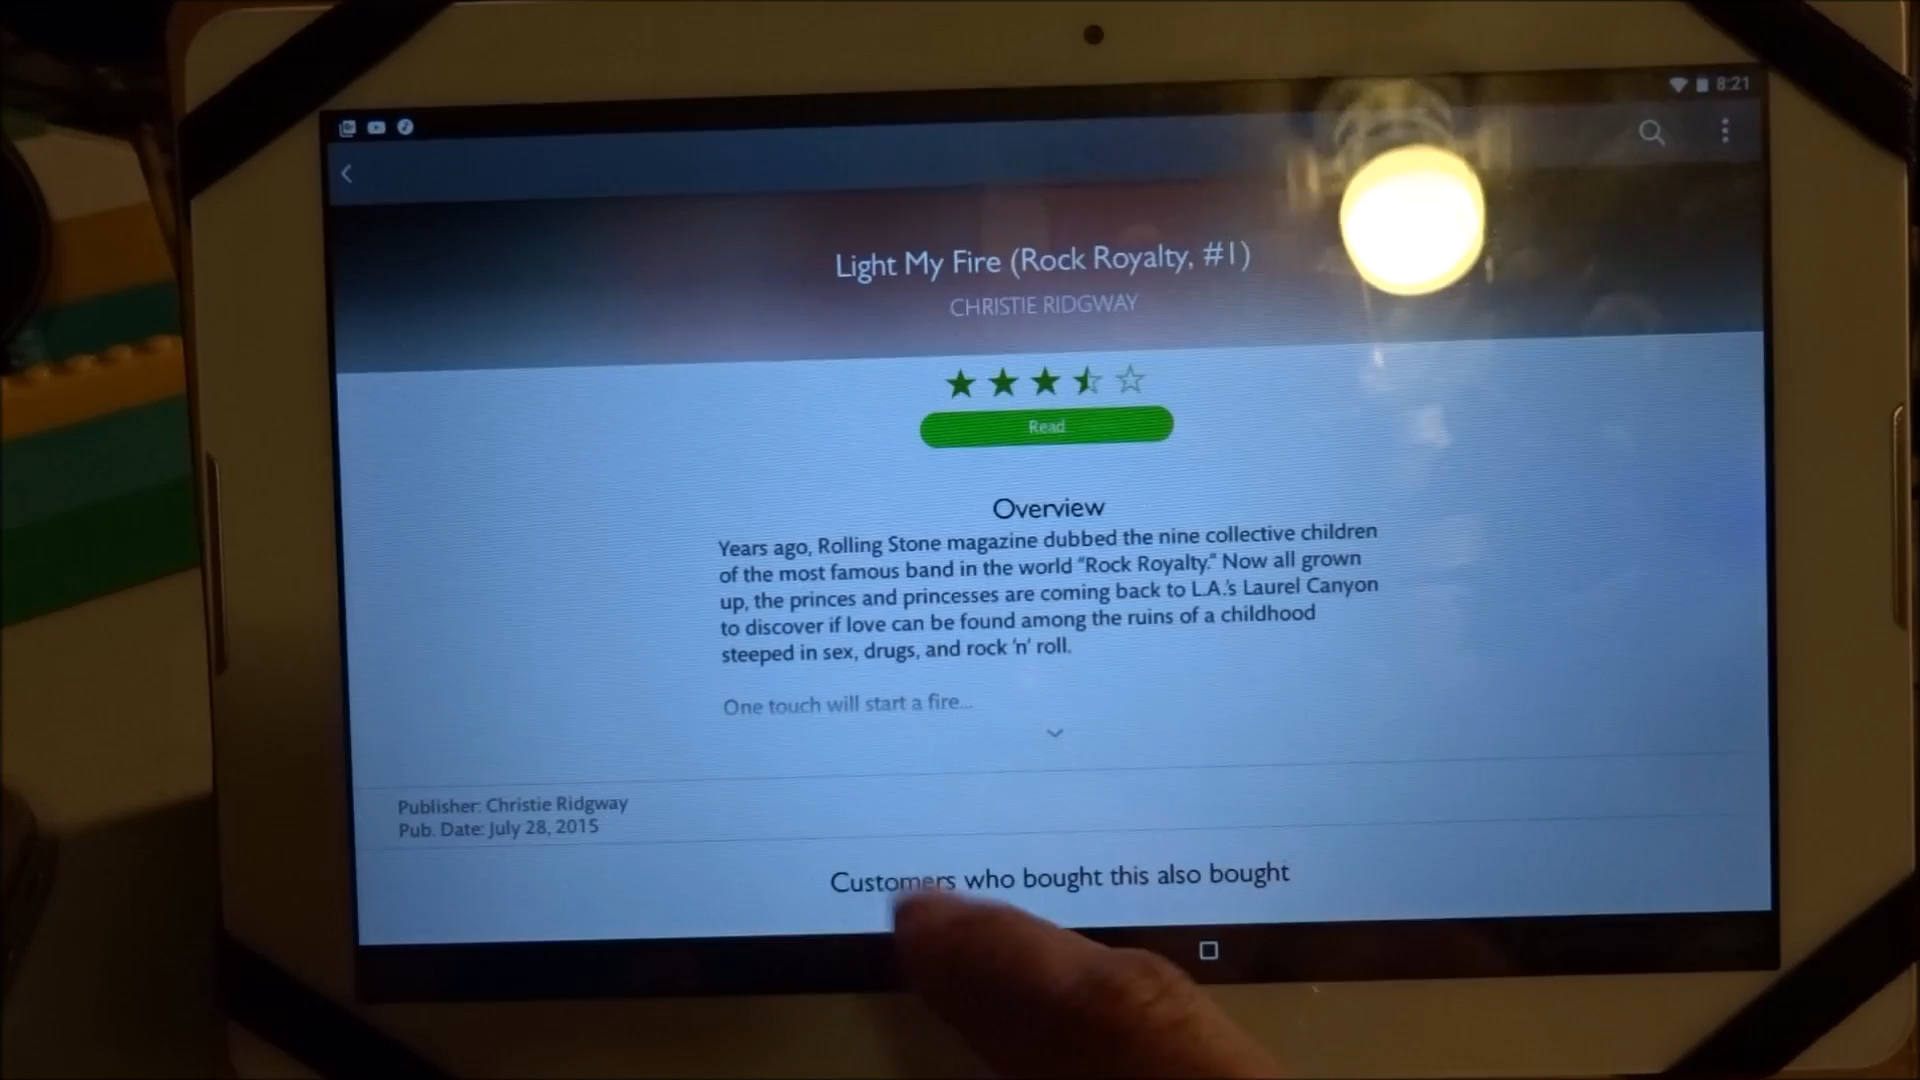 8:21
Light My Fire (Rock Royalty, #1)
CHRISTIE RIDGWAY
Read
Overview
Years ago, Rolling Stone magazine dubbed the nine collective children
of the most famous band in the world "Rock Royalty." Now all grown
up, the princes and princesses are coming back to L.A.'s Laurel Canyon
to discover if love can be found among the ruins of a childhood
steeped in sex, drugs, and rock 'n' roll.
One touch will start a fire...
Publisher: Christie Ridgway
Pub. Date: July 28, 2015
Customers who bought this also bought